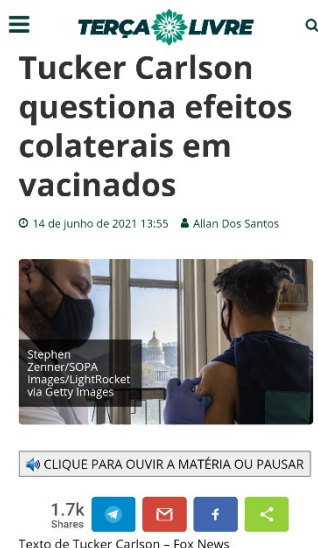 TERÇA LIVRE
Tucker Carlson
questiona efeitos
colaterais em
vacinados
14 de junho de 2021 13:55 Allan Dos Santos
Stephen
Zenner/SOPA
Images/LightRocket
via Getty Images
CLIQUE PARA OUVIR A MATÉRIA OU PAUSAR
1.7k
Shares
f
Texto de Tucker Carlson – Fox News